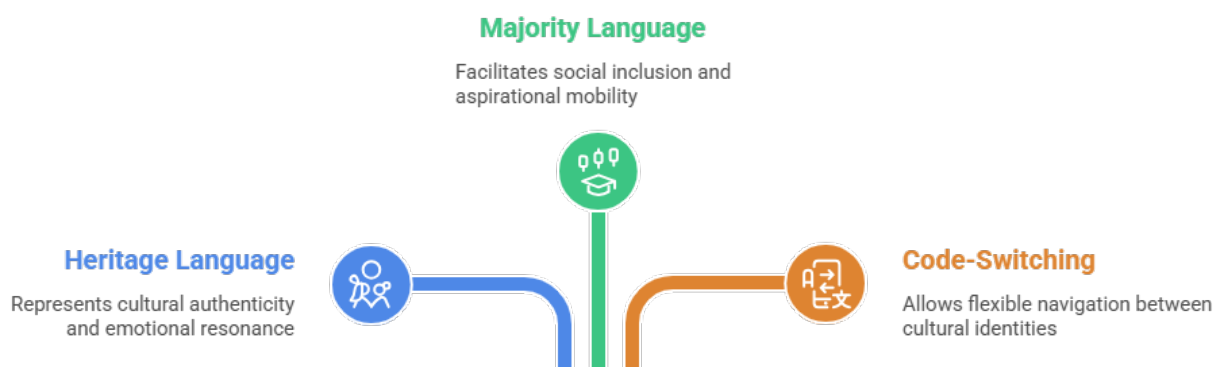 Majority Language
Facilitates social inclusion and
aspirational mobility
Heritage Language
Represents cultural authenticity
and emotional resonance
Code-Switching
Allows flexible navigation between
cultural identities
A
文